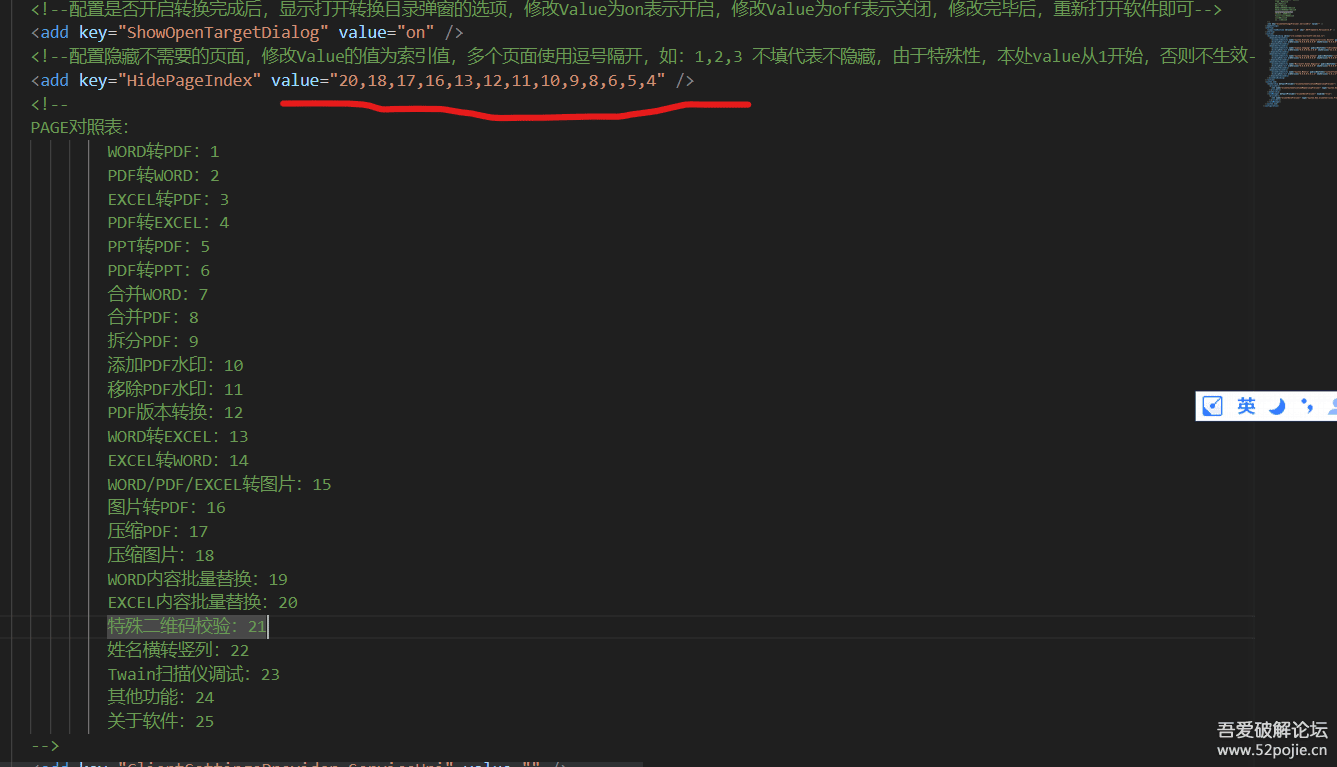 <!--配置是否开启转换完成后，显示打开转换目录弹窗的选项，修改Value为on表示开启，修改Value为off表示关闭，修改完毕后，重新打开软件即可-->
<add key="ShowOpenTargetDialog" value="on" />
<!--配置隐藏不需要的页面，修改Value的值为索引值，多个页面使用逗号隔开，如：1,2,3 不填代表不隐藏，由于特殊性，本处value从1开始，否则不生效-
<add key="HidePageIndex" value="20,18,17,16,13,12,11,10,9,8,6,5,4" />
<!--
PAGE对照表：
WORD转PDF：1
PDF转WORD：2
EXCEL转PDF：3
PDF转EXCEL：4
PPT转PDF：5
PDF转PPT：6
合并WORD：7
合并PDF：8
拆分PDF：9
添加PDF水印：10
移除PDF水印：11
PDF版本转换：12
WORD转EXCEL：13
EXCEL转WORD：14
WORD/PDF/EXCEL转图片：15
图片转PDF：16
压缩PDF：17
压缩图片：18
WORD内容批量替换：19
EXCEL内容批量替换：20
特殊二维码校验：21
姓名横转竖列：22
Twain扫描仪调试：23
其他功能：24
关于软件：25
-->
<add key="ClientSettingsProvider.ServiceUri" value="" />
英
吾爱破解论坛
www.52pojie.cn